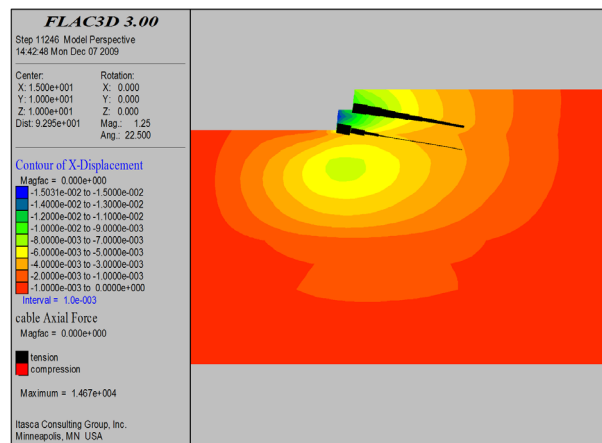 FLAC3D 3.00
Step 11246 Model Perspective
14:42:48 Mon Dec 07 2009
Center: Rotation:
X: 1.500e+001 X: 0.000
Y: 1.000e+001 Y: 0.000
Z: 1.000e+001 Z: 0.000
Dist: 9.295e+001 Mag.: 1.25
Ang.: 22.500
Contour of X-Displacement
Magfac = 0.000e+000
-1.5031e-002 to -1.5000e-002
-1.4000e-002 to -1.3000e-002
-1.2000e-002 to -1.1000e-002
-1.0000e-002 to -9.0000e-003
-8.0000e-003 to -7.0000e-003
-6.0000e-003 to -5.0000e-003
-4.0000e-003 to -3.0000e-003
-2.0000e-003 to -1.0000e-003
-1.0000e-003 to 0.0000e+000
Interval = 1.0e-003
cable Axial Force
Magfac = 0.000e+000
tension
compression
Maximum = 1.467e+004
Itasca Consulting Group, Inc.
Minneapolis, MN USA